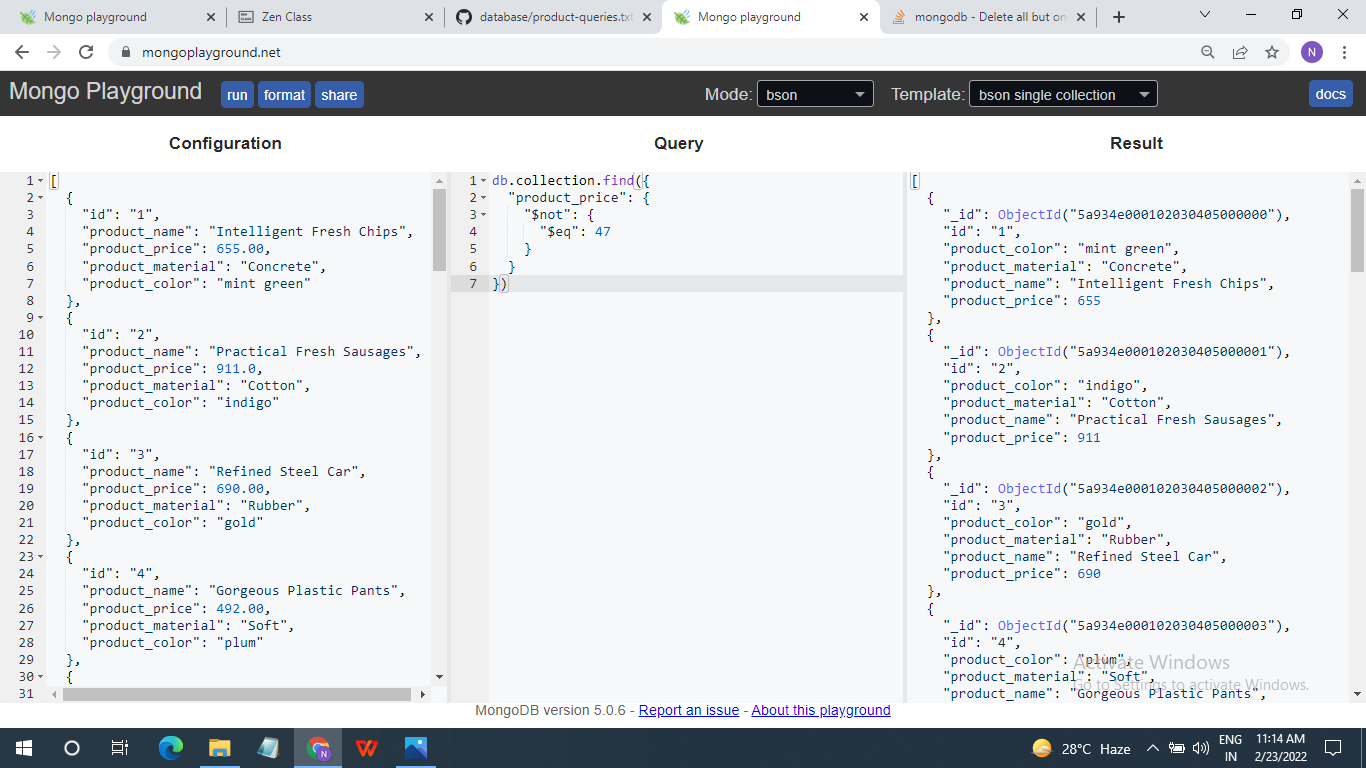 Mongo playground
Zen Class
database/product-queries.txt
Mongo playground
mongodb - Delete all but on
mongoplayground.net
N
Mongo Playground
run
format
share
Mode:
bson
Template:
bson single collection
docs
Configuration
Query
Result
1 [
2 {
3 "id": "1",
4 "product_name": "Intelligent Fresh Chips",
5 "product_price": 655.00,
6 "product_material": "Concrete",
7 "product_color": "mint green"
8 },
9 {
10 "id": "2",
11 "product_name": "Practical Fresh Sausages",
12 "product_price": 911.0,
13 "product_material": "Cotton",
14 "product_color": "indigo"
15 },
16 {
17 "id": "3",
18 "product_name": "Refined Steel Car",
19 "product_price": 690.00,
20 "product_material": "Rubber",
21 "product_color": "gold"
22 },
23 {
24 "id": "4",
25 "product_name": "Gorgeous Plastic Pants",
26 "product_price": 492.00,
27 "product_material": "Soft",
28 "product_color": "plum"
29 },
30 {
31
1 db.collection.find({
2 "product_price": {
3 "$not": {
4 "$eq": 47
5 }
6 }
7 })
[
{
"_id": ObjectId("5a934e000102030405000000"),
"id": "1",
"product_color": "mint green",
"product_material": "Concrete",
"product_name": "Intelligent Fresh Chips",
"product_price": 655
},
{
"_id": ObjectId("5a934e000102030405000001"),
"id": "2",
"product_color": "indigo",
"product_material": "Cotton",
"product_name": "Practical Fresh Sausages",
"product_price": 911
},
{
"_id": ObjectId("5a934e000102030405000002"),
"id": "3",
"product_color": "gold",
"product_material": "Rubber",
"product_name": "Refined Steel Car",
"product_price": 690
},
{
"_id": ObjectId("5a934e000102030405000003"),
"id": "4",
"product_color": "plum",
"product_material": "Soft",
"product_name": "Gorgeous Plastic Pants",
Activate Windows
Go to Settings to activate Windows.
MongoDB version 5.0.6 - Report an issue - About this playground
28°C Haze
ENG
IN
11:14 AM
2/23/2022